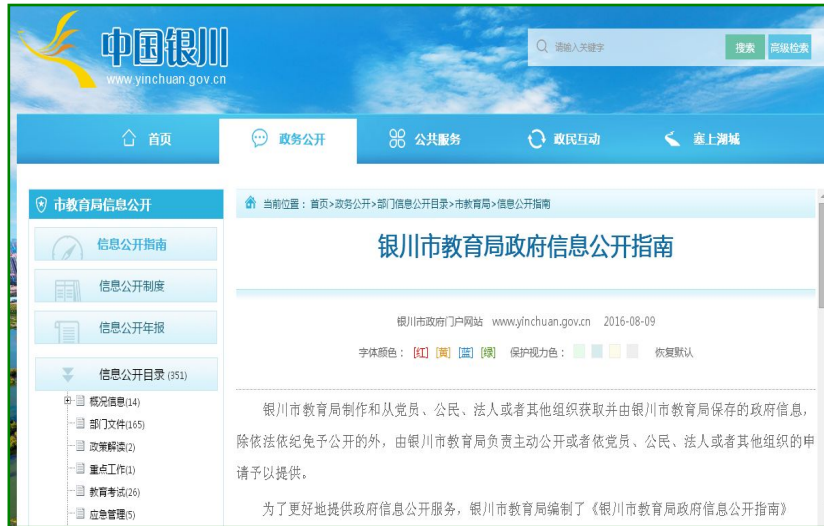 中国银川
www.yinchuan.gov.cn
请输入关键字
搜索
高级检索
首页
政务公开
公共服务
政民互动
塞上湖城
市教育局信息公开
信息公开指南
信息公开制度
信息公开年报
信息公开目录 (351)
概况信息(14)
部门文件(165)
政策解读(2)
重点工作(1)
教育考试(26)
应急管理(5)
当前位置：首页>政务公开>部门信息公开目录>市教育局>信息公开指南
银川市教育局政府信息公开指南
银川市政府门户网站 www.yinchuan.gov.cn 2016-08-09
字体颜色： [红] [黄] [蓝] [绿] 保护视力色： 恢复默认
银川市教育局制作和从党员、公民、法人或者其他组织获取并由银川市教育局保存的政府信息，
除依法依纪免予公开的外，由银川市教育局负责主动公开或者依党员、公民、法人或者其他组织的申
请予以提供。
为了更好地提供政府信息公开服务，银川市教育局编制了《银川市教育局政府信息公开指南》